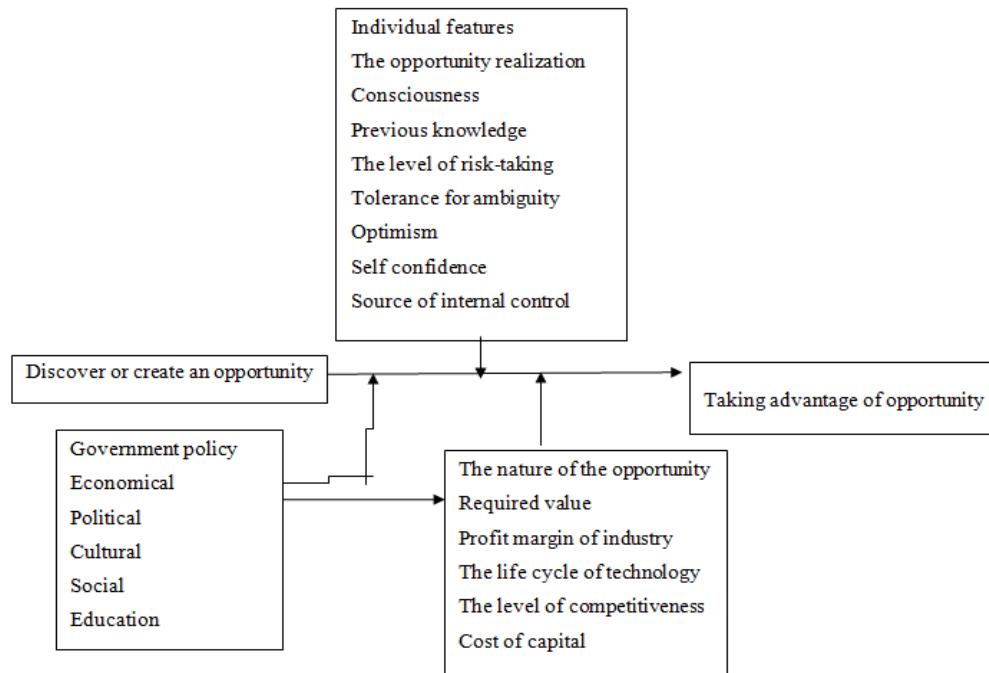 Individual features
The opportunity realization
Consciousness
Previous knowledge
The level of risk-taking
Tolerance for ambiguity
Optimism
Self confidence
Source of internal control
Discover or create an opportunity
Taking advantage of opportunity
Government policy
Economical
Political
Cultural
Social
Education
The nature of the opportunity
Required value
Profit margin of industry
The life cycle of technology
The level of competitiveness
Cost of capital